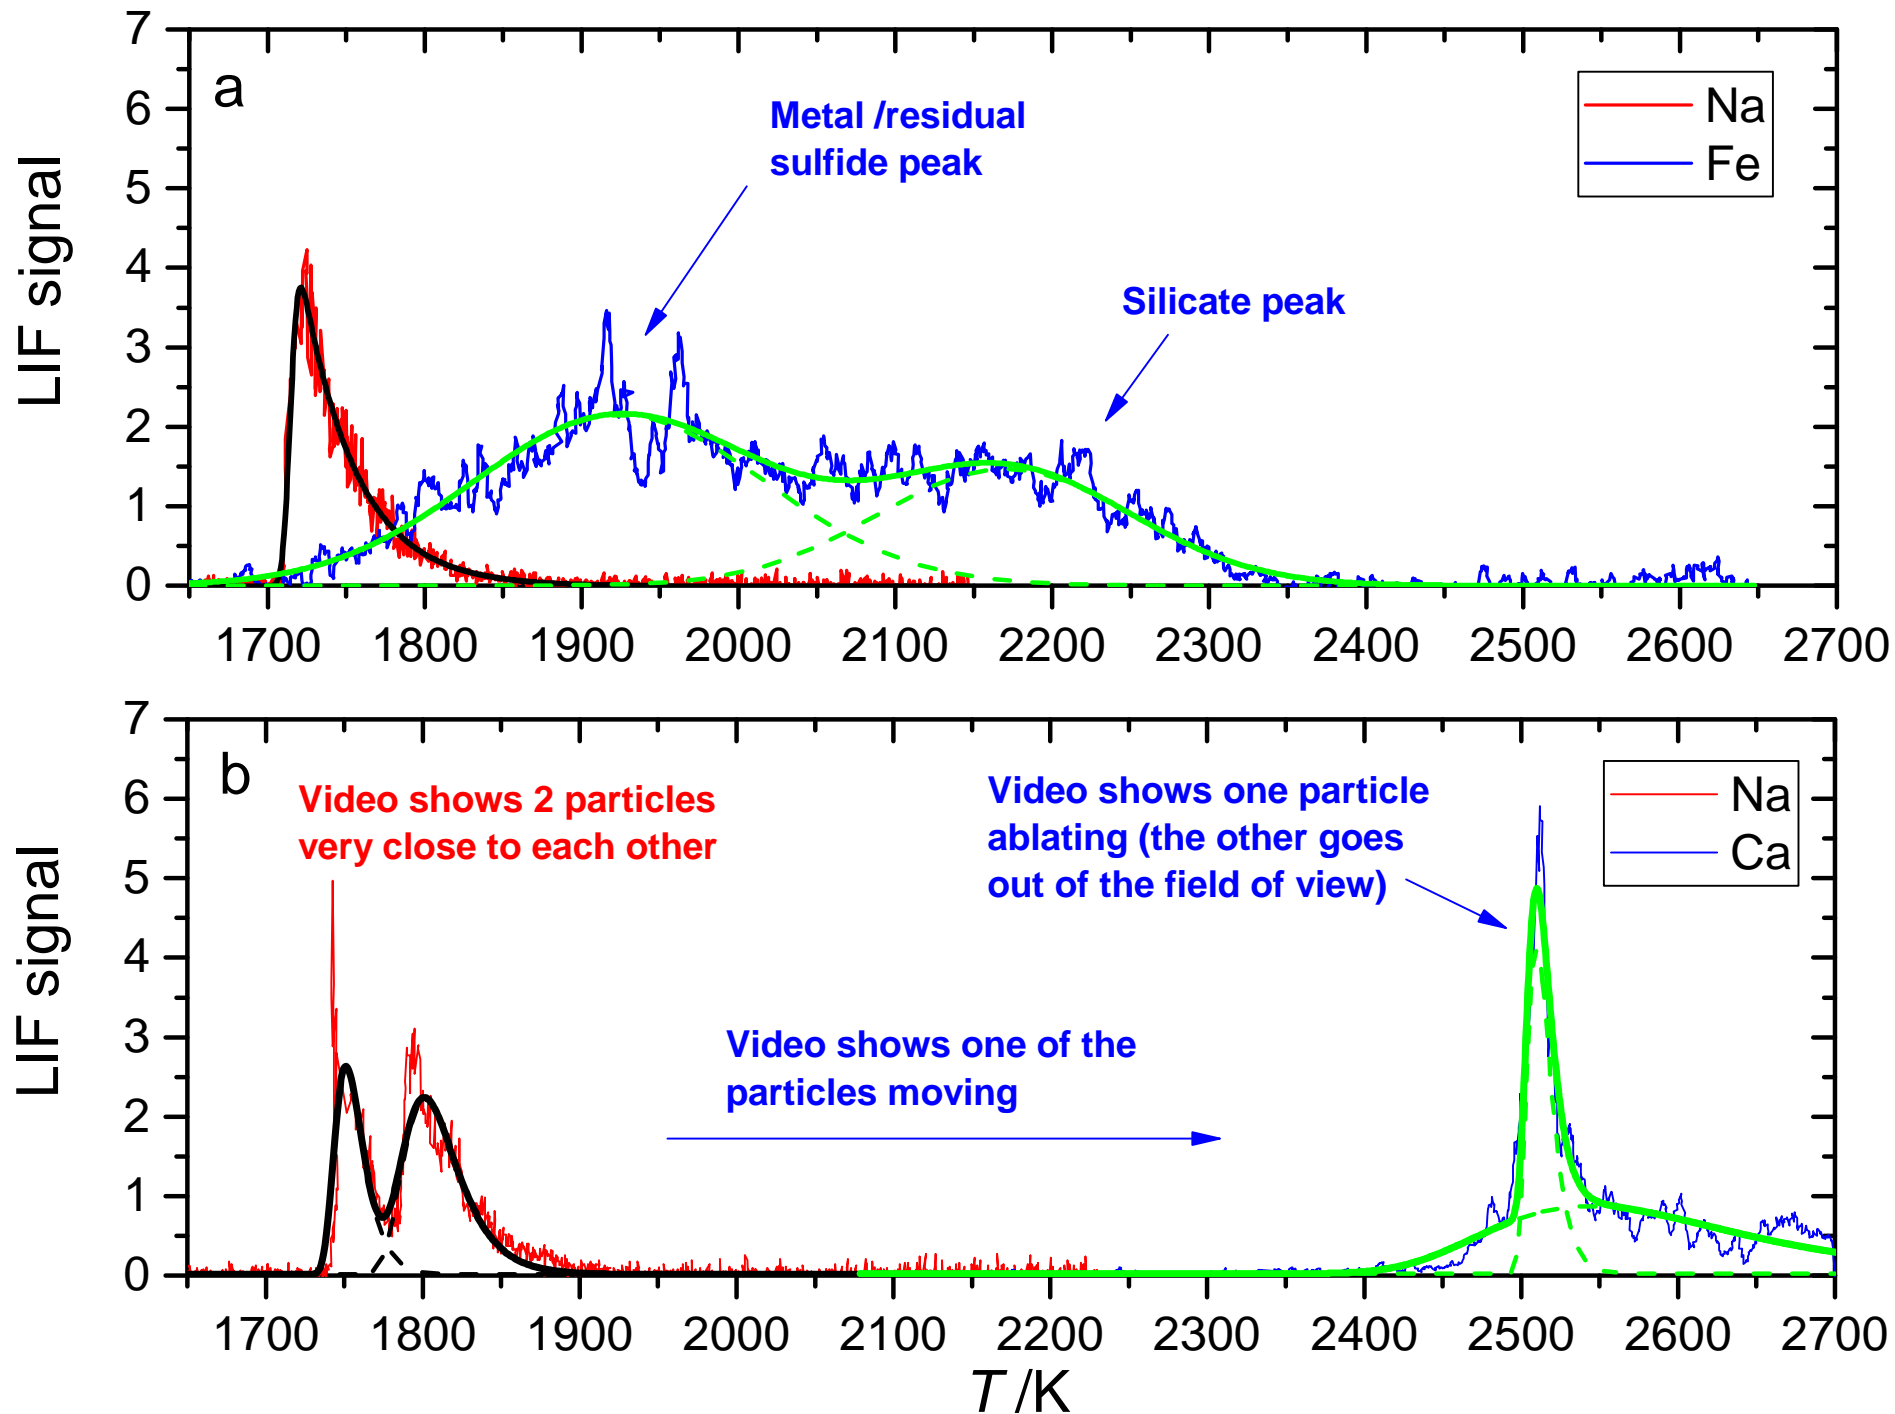 7
6
5
4
3
2
1
0
LIF signal
a
Metal /residual
sulfide peak
Silicate peak
Na
Fe
1700 1800 1900 2000 2100 2200 2300 2400 2500 2600 2700
7
6
5
4
3
2
1
0
LIF signal
b
Video shows 2 particles
very close to each other
Video shows one of the
particles moving
Video shows one particle
ablating (the other goes
out of the field of view)
Na
Ca
1700 1800 1900 2000 2100 2200 2300 2400 2500 2600 2700
T /K